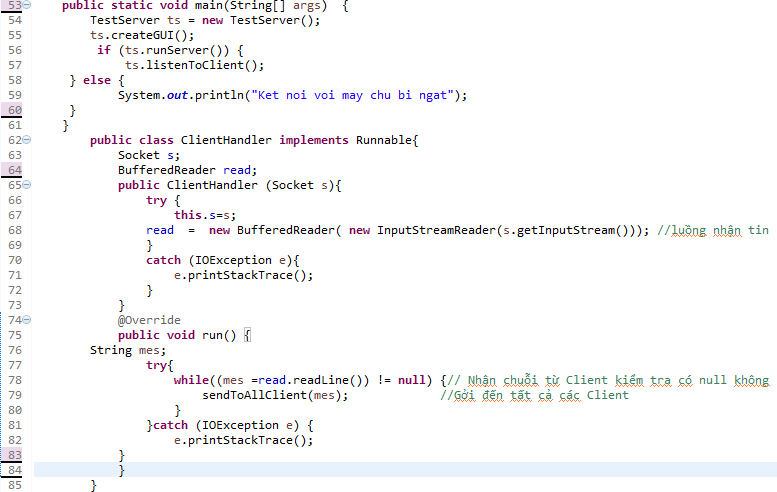 53 public static void main(String[] args)  {
54 TestServer ts = new TestServer();
55 ts.createGUI();
56 if (ts.runServer()) {
57 ts.listenToClient();
58 } else {
59 System.out.println("Ket noi voi may chu bi ngat");
60 }
61 }
62 public class ClientHandler implements Runnable{
63 Socket s;
64 BufferedReader read;
65 public ClientHandler (Socket s){
66 try {
67 this.s=s;
68 read  =  new BufferedReader( new InputStreamReader(s.getInputStream())); //luồng nhận tin
69 }
70 catch (IOException e){
71 e.printStackTrace();
72 }
73 }
74 @Override
75 public void run() {
76 String mes;
77 try{
78 while((mes =read.readLine()) != null) {// Nhận chuỗi từ Client kiểm tra có null không
79 sendToAllClient(mes); //Gởi đến tất cả các Client
80 }
81 }catch (IOException e) {
82 e.printStackTrace();
83 }
84 }
85 }